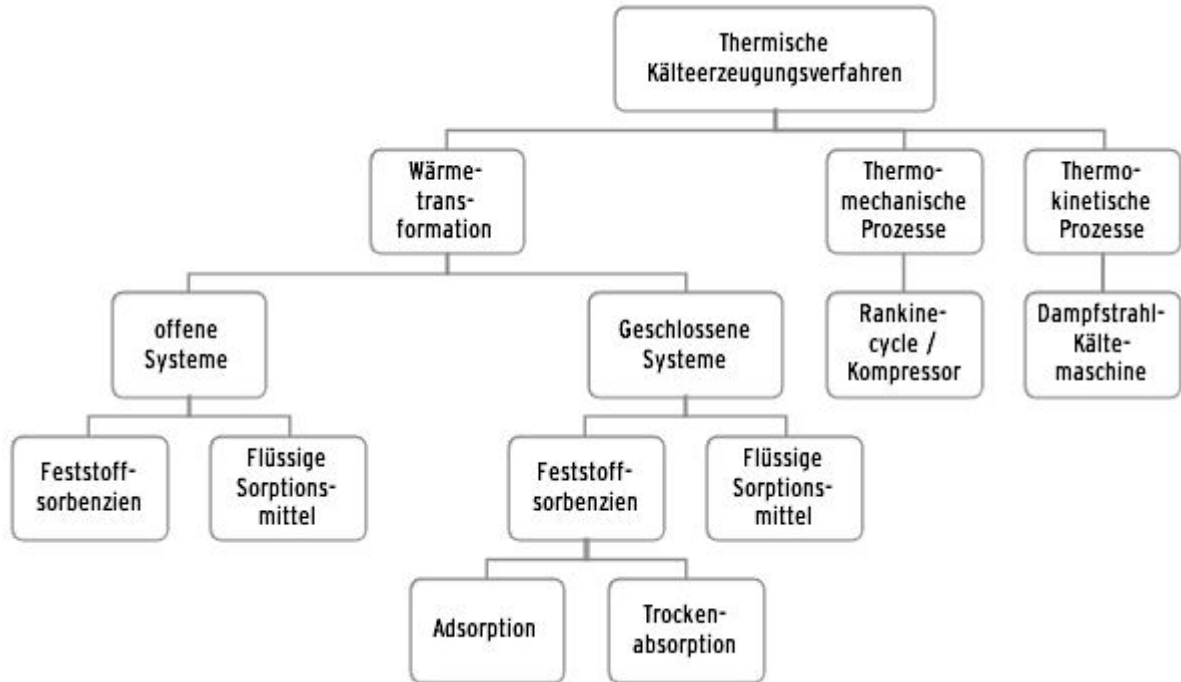 Thermische
Kälteerzeugungsverfahren
Wärme-
trans-
formation
Thermo-
mechanische
Prozesse
Thermo-
kinetische
Prozesse
offene
Systeme
Geschlossene
Systeme
Rankine-
cycle /
Kompressor
Dampfstrahl-
Kälte-
maschine
Feststoff-
sorbenzien
Flüssige
Sorptions-
mittel
Feststoff-
sorbenzien
Flüssige
Sorptions-
mittel
Adsorption
Trocken-
absorption